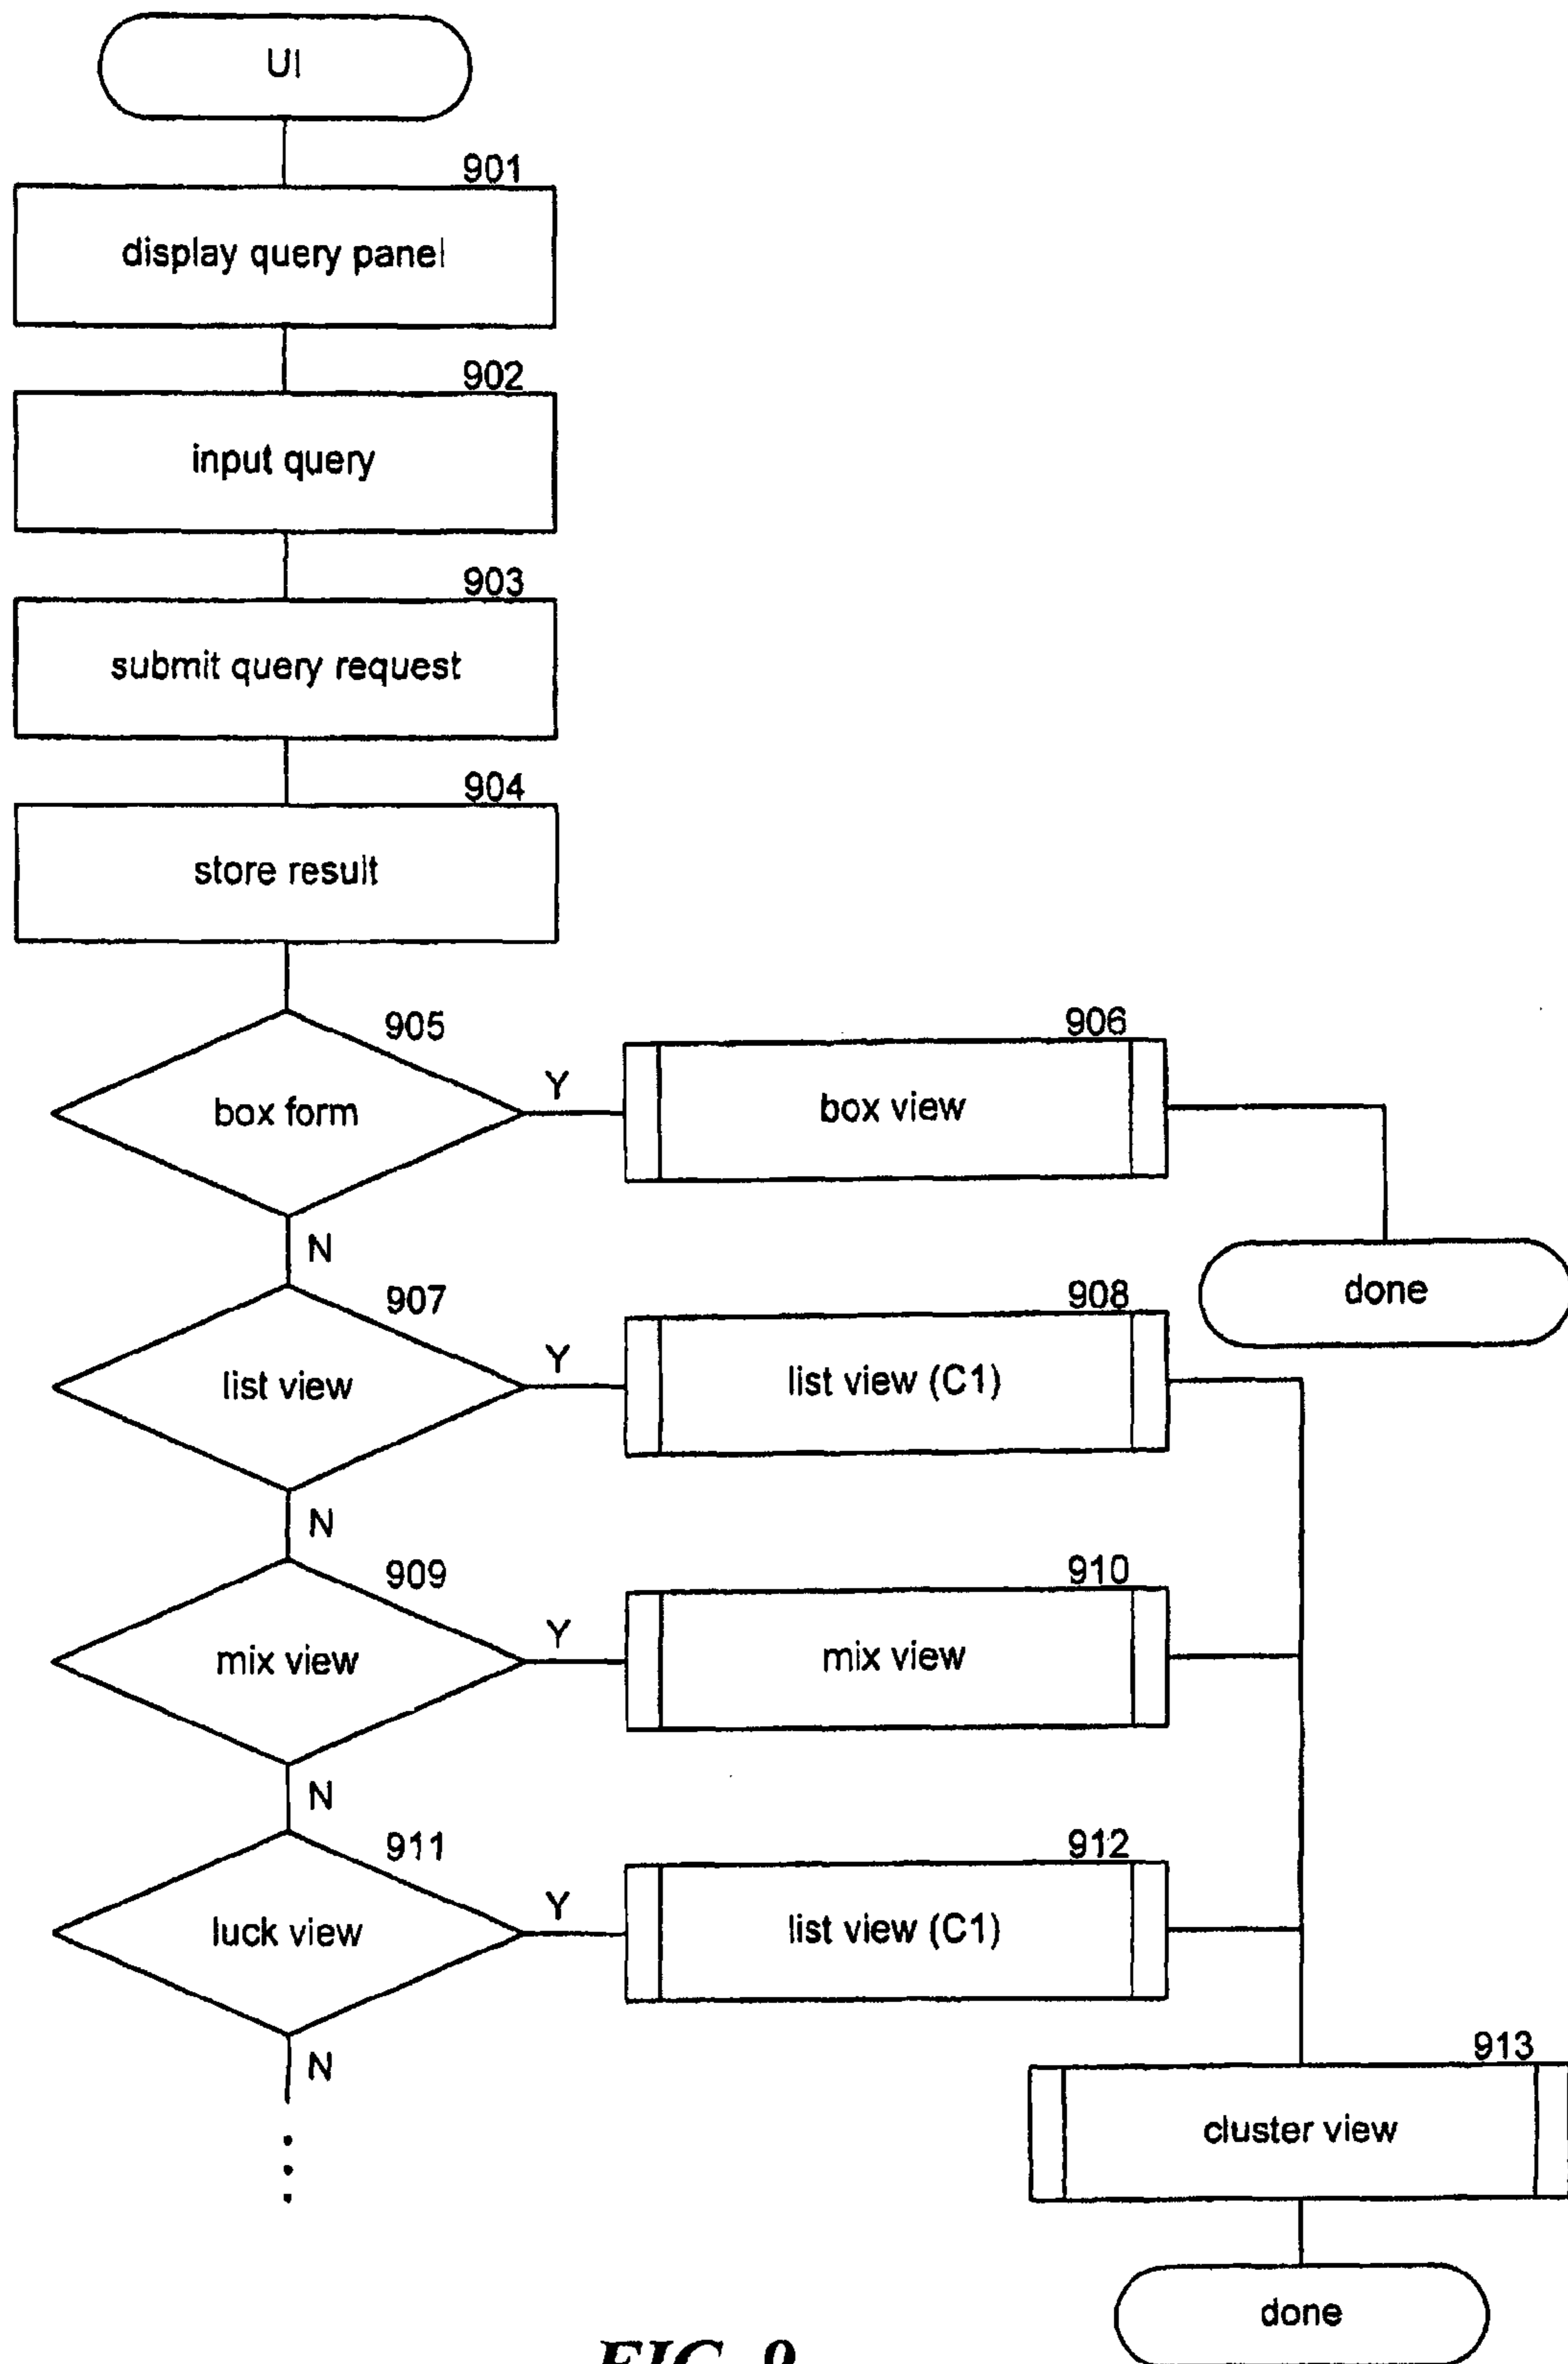 UI
901
display query panel
902
input query
903
submit query request
904
store result
905
box form
Y
906
box view
done
N
907
list view
Y
908
list view (C1)
N
909
mix view
Y
910
mix view
N
911
luck view
Y
912
list view (C1)
N
913
cluster view
done
FIG. 9